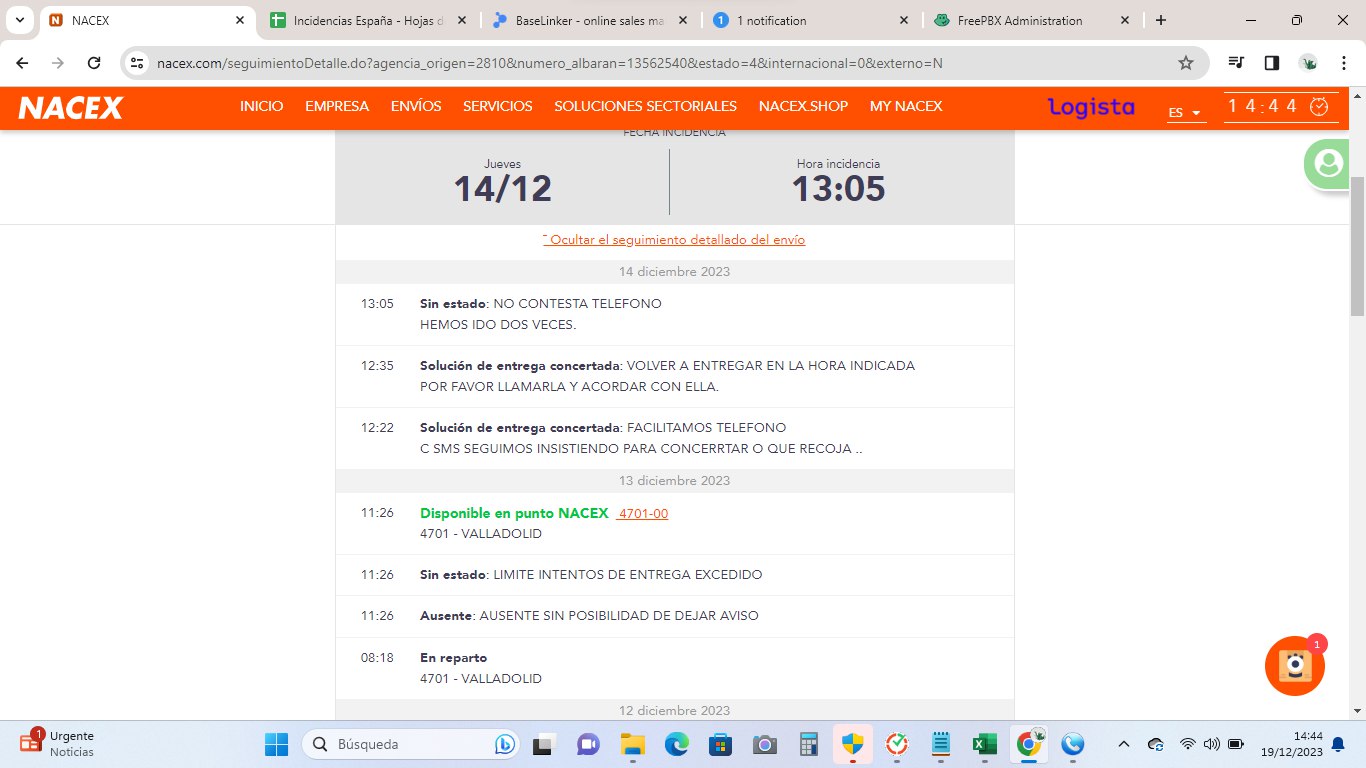 NACEX
Incidencias España - Hojas d
BaseLinker - online sales ma
1
1 notification
FreePBX Administration
nacex.com/seguimientoDetalle.do?agencia_origen=2810&numero_albaran=13562540&estado=4&internacional=0&externo=N
NACEX
INICIO
EMPRESA
ENVÍOS
SERVICIOS
SOLUCIONES SECTORIALES
NACEX.SHOP
MY NACEX
logista
ES
14:44
FECHA INCIDENCIA
Jueves
14/12
Hora incidencia
13:05
¯ Ocultar el seguimiento detallado del envío
14 diciembre 2023
13:05 Sin estado: NO CONTESTA TELEFONO
HEMOS IDO DOS VECES.
12:35 Solución de entrega concertada: VOLVER A ENTREGAR EN LA HORA INDICADA
POR FAVOR LLAMARLA Y ACORDAR CON ELLA.
12:22 Solución de entrega concertada: FACILITAMOS TELEFONO
C SMS SEGUIMOS INSISTIENDO PARA CONCERRTAR O QUE RECOJA ..
13 diciembre 2023
11:26 Disponible en punto NACEX 4701-00
4701 - VALLADOLID
11:26 Sin estado: LIMITE INTENTOS DE ENTREGA EXCEDIDO
11:26 Ausente: AUSENTE SIN POSIBILIDAD DE DEJAR AVISO
08:18 En reparto
4701 - VALLADOLID
1
12 diciembre 2023
1
Urgente
Noticias
Búsqueda
14:44
19/12/2023